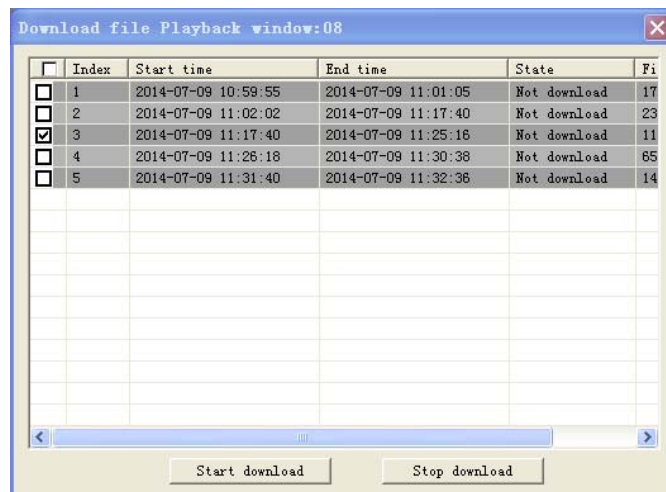 Download file Playback window:08
Index Start time End time State Fi
1 2014-07-09 10:59:55 2014-07-09 11:01:05 Not download 17
2 2014-07-09 11:02:02 2014-07-09 11:17:40 Not download 23
3 2014-07-09 11:17:40 2014-07-09 11:25:16 Not download 11
4 2014-07-09 11:26:18 2014-07-09 11:30:38 Not download 65
5 2014-07-09 11:31:40 2014-07-09 11:32:36 Not download 14
Start download Stop download